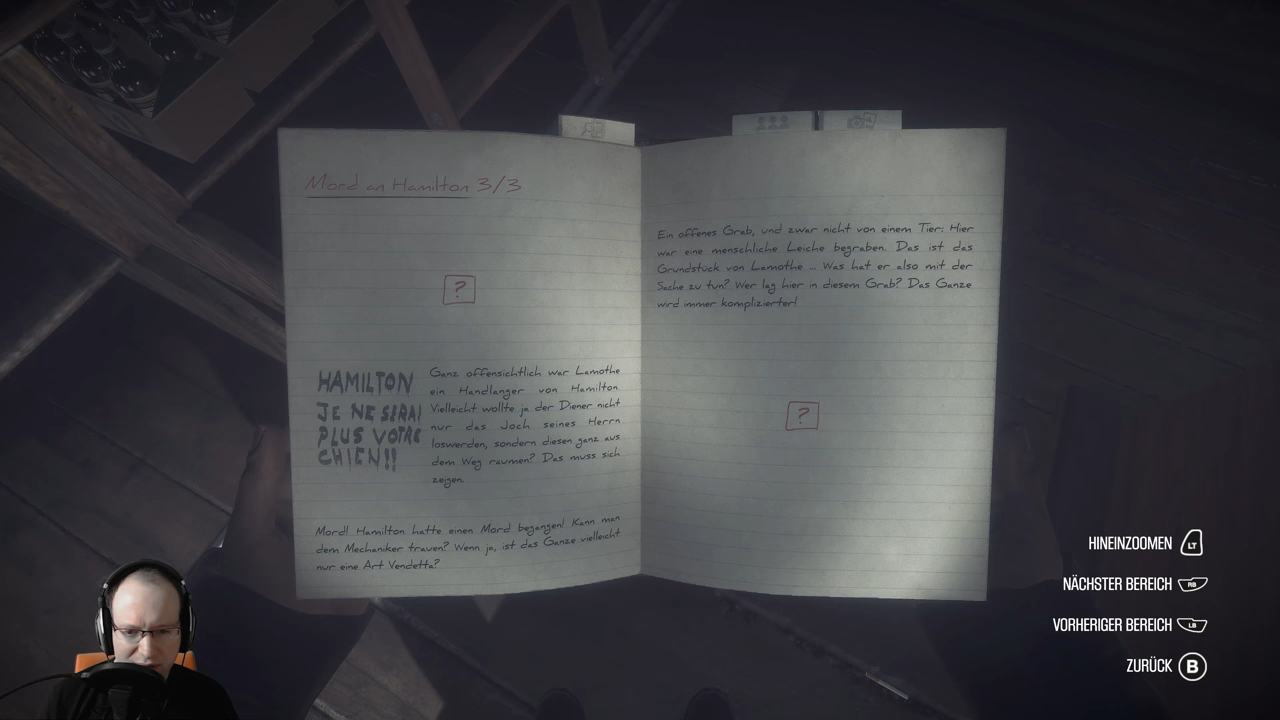 Mord an Hamilton 3/3
?
HAMILTON
JE NE SERAI
PLUS VOTRE
CHIEN!!
Ganz offensichtlich war Lamothe
ein Handlanger von Hamilton.
Vielleicht wollte ja der Diener nicht
nur das Joch seines Herrn
loswerden, sondern diesen ganz aus
dem Weg räumen? Das muss sich
zeigen.
Mord! Hamilton hatte einen Mord begangen! Kann man
dem Mechaniker trauen? Wenn ja, ist das Ganze vielleicht
nur eine Art Vendetta?
Ein offenes Grab, und zwar nicht von einem Tier: Hier
war eine menschliche Leiche begraben. Das ist das
Grundstück von Lamothe ... Was hat er also mit der
Sache zu tun? Wer lag hier in diesem Grab? Das Ganze
wird immer komplizierter!
?
HINEINZOOMEN LT
NÄCHSTER BEREICH RB
VORHERIGER BEREICH LB
ZURÜCK B